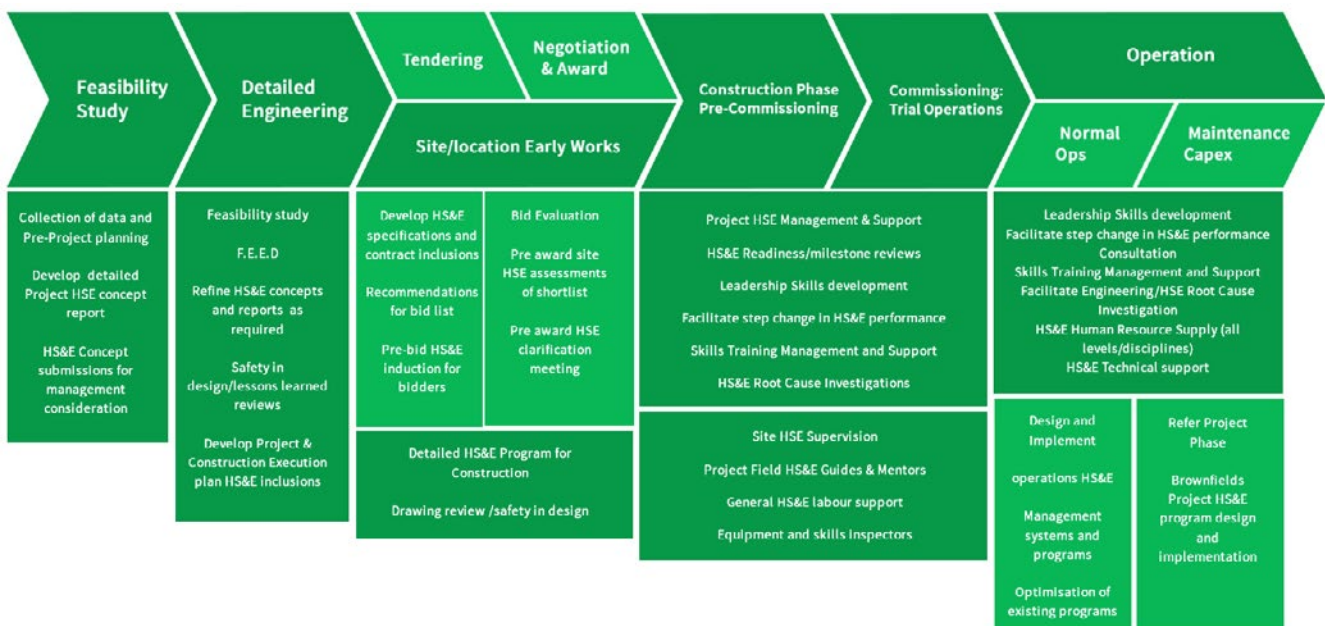 Feasibility
Study
Detailed
Engineering
Tendering
Negotiation
& Award
Site/location Early Works
Construction Phase
Pre-Commissioning
Commissioning:
Trial Operations
Operation
Normal
Ops
Maintenance
Capex
Collection of data and
Pre-Project planning
Develop detailed
Project HSE concept
report
HS&E Concept
submissions for
management
consideration
Feasibility study
F.E.E.D
Refine HS&E concepts
and reports as
required
Safety in
design/lessons learned
reviews
Develop Project &
Construction Execution
plan HS&E inclusions
Develop HS&E
specifications and
contract inclusions
Recommendations
for bid list
Pre-bid HS&E
induction for
bidders
Bid Evaluation
Pre award site
HSE assessments
of shortlist
Pre award HSE
clarification
meeting
Detailed HS&E Program for
Construction
Drawing review /safety in design
Project HSE Management & Support
HS&E Readiness/milestone reviews
Leadership Skills development
Facilitate step change in HS&E performance
Skills Training Management and Support
HS&E Root Cause Investigations
Site HSE Supervision
Project Field HS&E Guides & Mentors
General HS&E labour support
Equipment and skills Inspectors
Leadership Skills development
Facilitate step change in HS&E performance
Consultation
Skills Training Management and Support
Facilitate Engineering/HSE Root Cause
Investigation
HS&E Human Resource Supply (all
levels/disciplines)
HS&E Technical support
Design and
Implement
operations HS&E
Management
systems and
programs
Optimisation of
existing programs
Refer Project
Phase
Brownfields
Project HS&E
program design
and
implementation